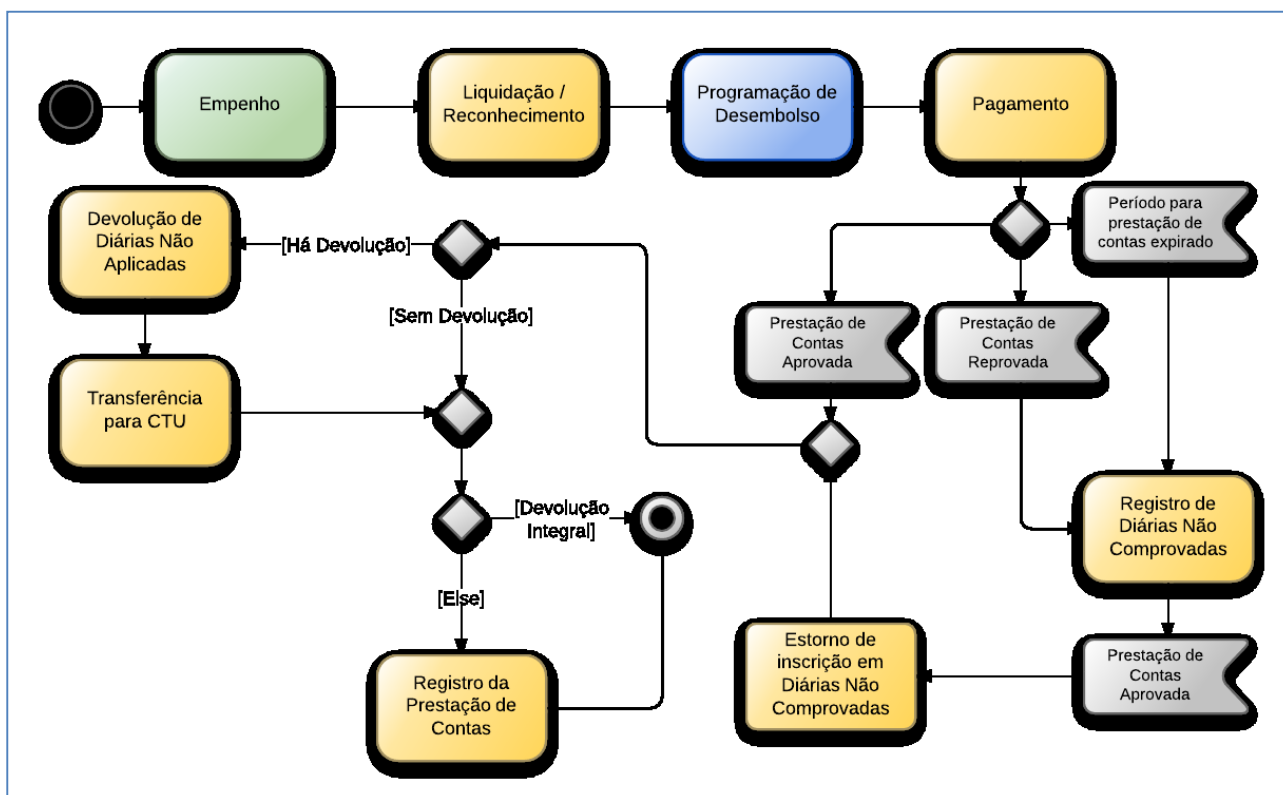 Empenho
Liquidação /
Reconhecimento
Programação de
Desembolso
Pagamento
Devolução de
Diárias Não
Aplicadas
[Há Devolução]
Período para
prestação de
contas expirado
[Sem Devolução]
Prestação de
Contas
Aprovada
Prestação de
Contas
Reprovada
Transferência
para CTU
[Devolução
Integral]
Registro de
Diárias Não
Comprovadas
[Else]
Registro da
Prestação de
Contas
Estorno de
inscrição em
Diárias Não
Comprovadas
Prestação de
Contas
Aprovada